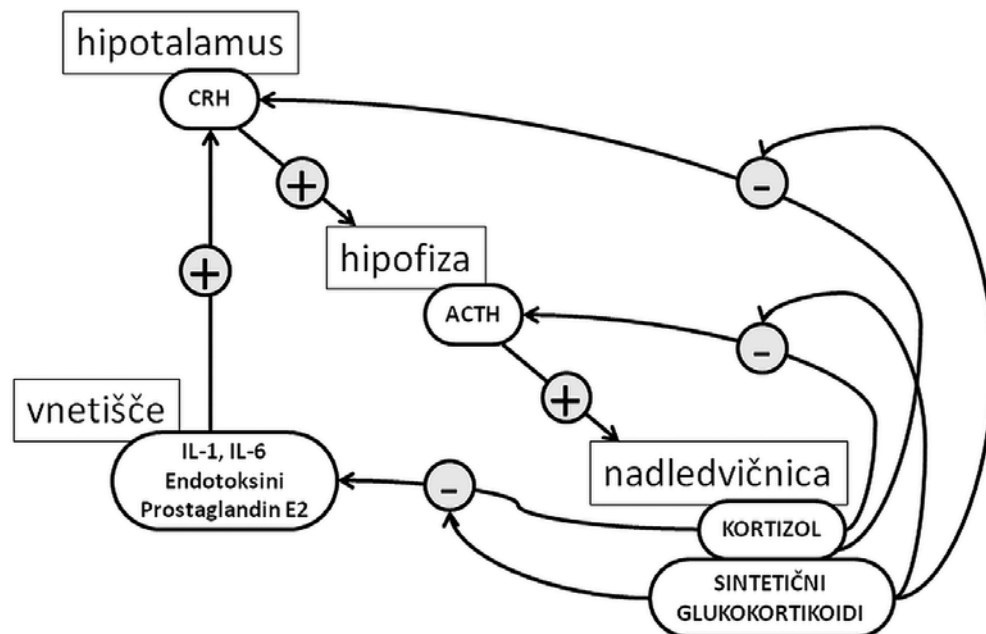 hipotalamus
CRH
-
+
hipofiza
+
ACTH
-
vnetišče
+
IL-1, IL-6
Endotoksini
Prostaglandin E2
nadledvičnica
-
KORTIZOL
SINTETIČNI
GLUKOKORTIKOIDI